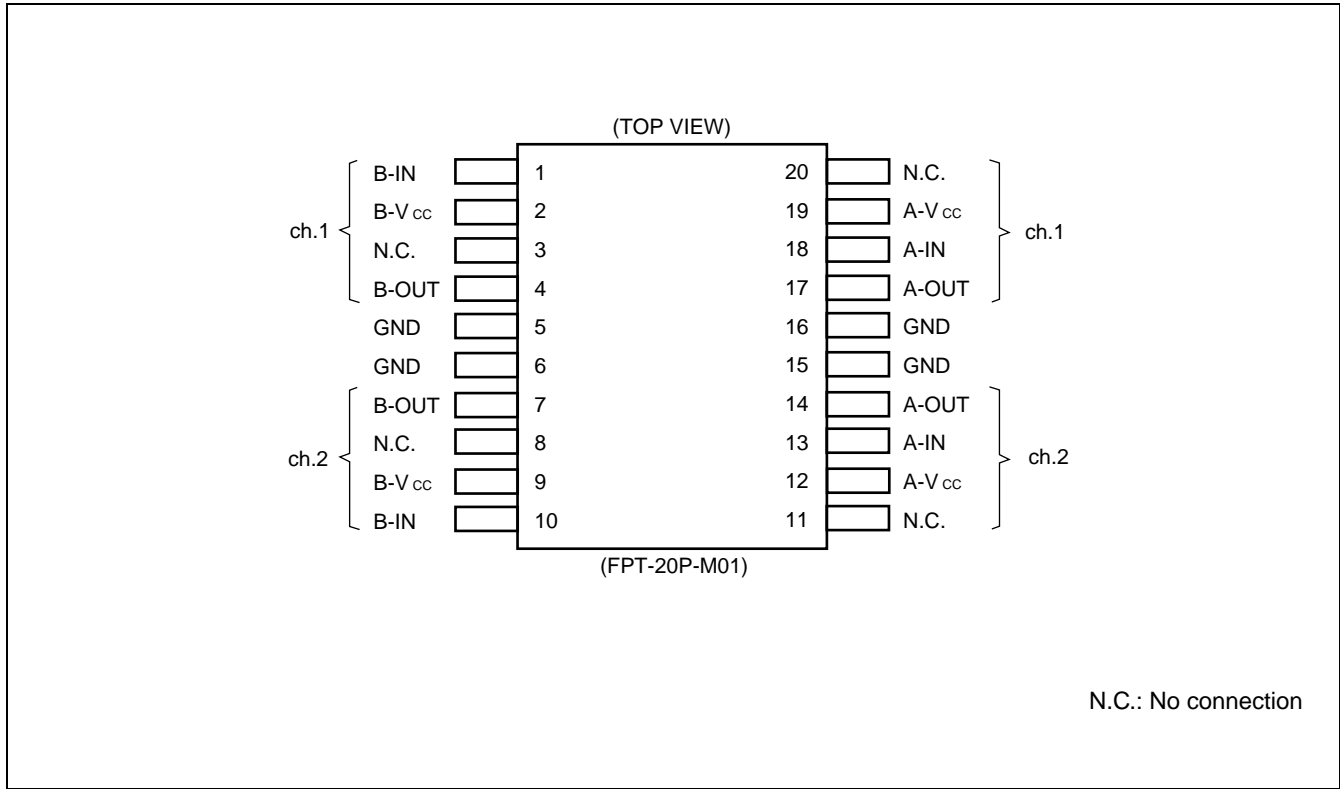 (TOP VIEW)
B-IN 1 20 N.C.
B-Vcc 2 19 A-Vcc
ch.1 ch.1
N.C. 3 18 A-IN
B-OUT 4 17 A-OUT
GND 5 16 GND
GND 6 15 GND
B-OUT 7 14 A-OUT
N.C. 8 13 A-IN
ch.2 ch.2
B-Vcc 9 12 A-Vcc
B-IN 10 11 N.C.
(FPT-20P-M01)
N.C.: No connection